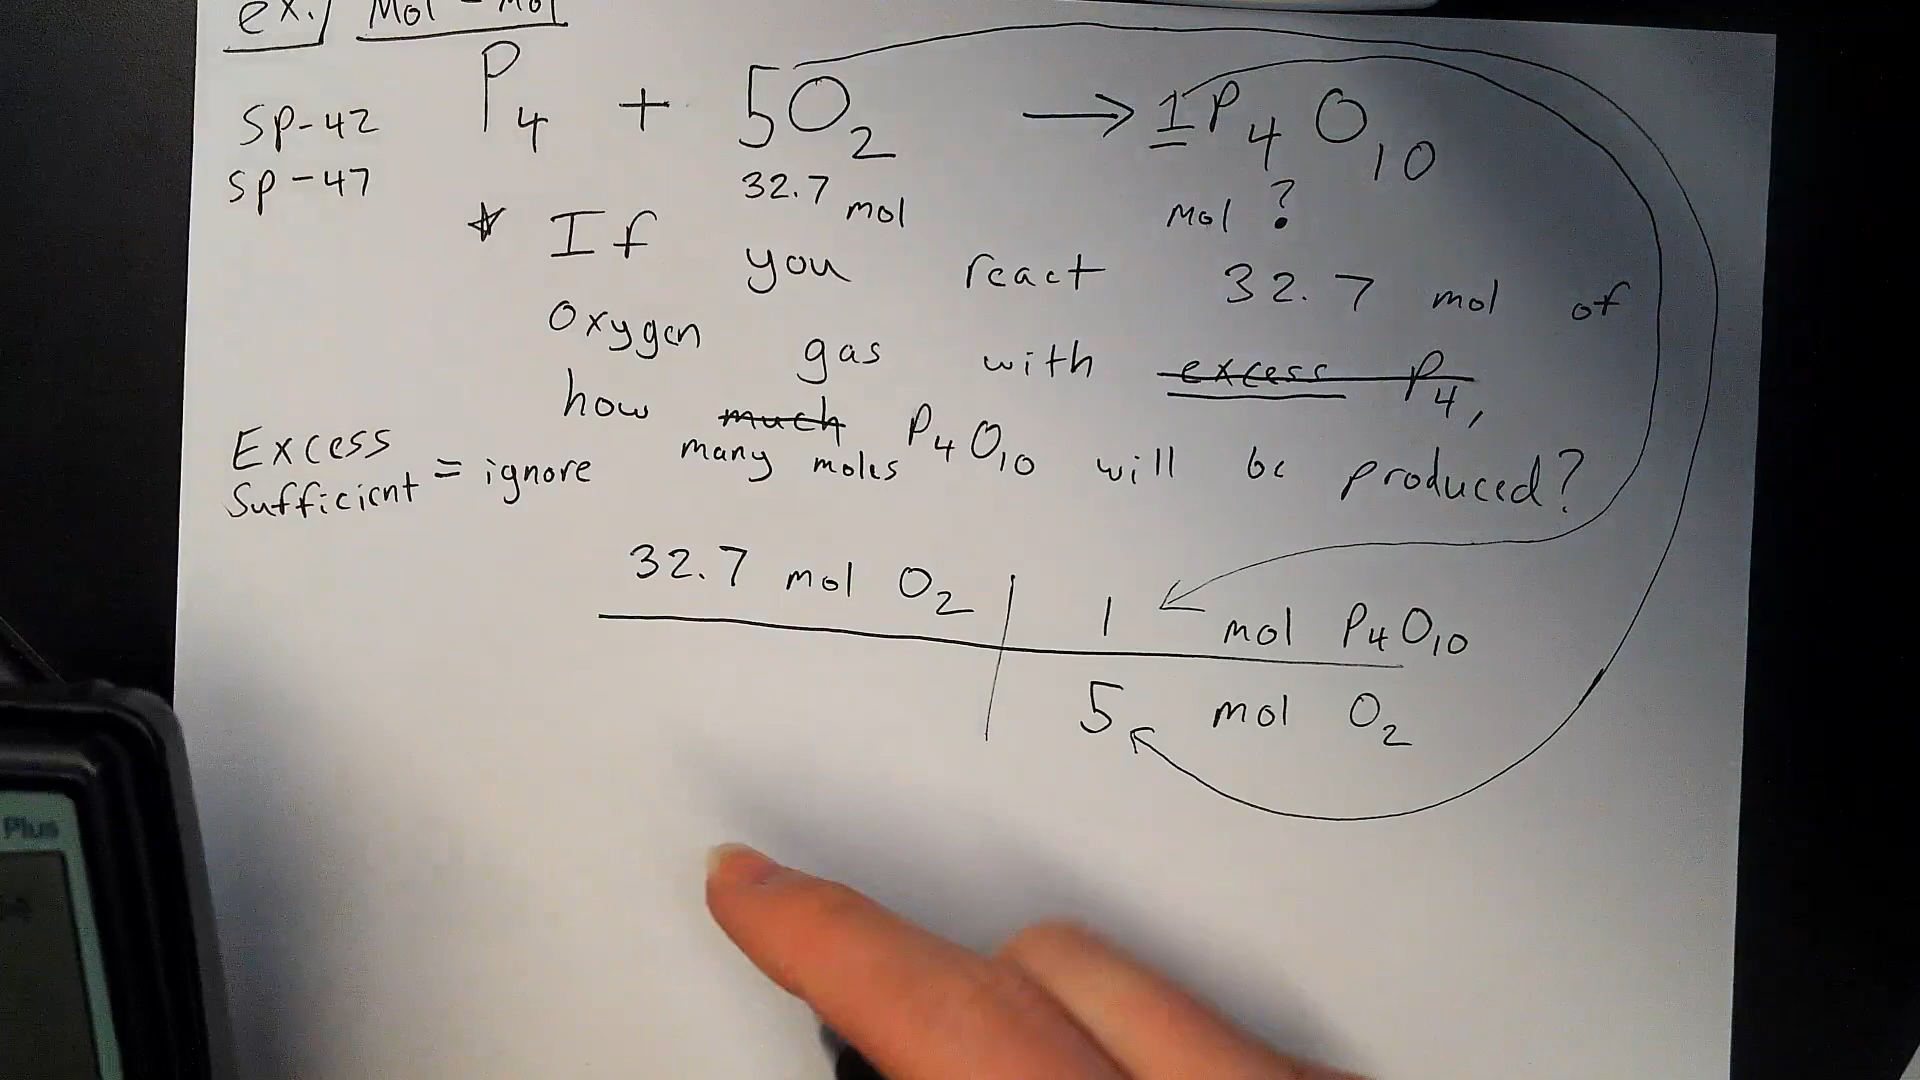 ex. Mol - Mol
P4 + 5O2 → 1P4O10
SP-42
SP-47
32.7 mol
mol ?
* If you react 32.7 mol of
oxygen gas with excess P4,
how much many moles P4O10 will be produced?
Excess
Sufficient = ignore
32.7 mol O2 | 1 mol P4O10
5 mol O2
Plus